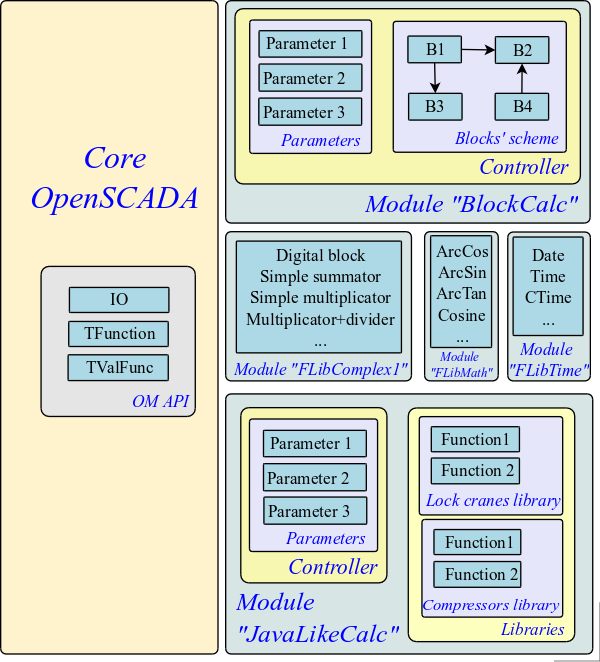 Core
OpenSCADA
IO
TFunction
TValFunc
OM API
Parameter 1
Parameter 2
Parameter 3
Parameters
B1
B2
B3
B4
Blocks' scheme
Controller
Module "BlockCalc"
Digital block
Simple summator
Simple multiplicator
Multiplicator+divider
...
Module "FLibComplex1"
ArcCos
ArcSin
ArcTan
Cosine
...
Module
"FLibMath"
Date
Time
CTime
...
Module
"FLibTime"
Parameter 1
Parameter 2
Parameter 3
Parameters
Controller
Module
"JavaLikeCalc"
Function1
Function 2
Lock cranes library
Function1
Function 2
Compressors library
Libraries